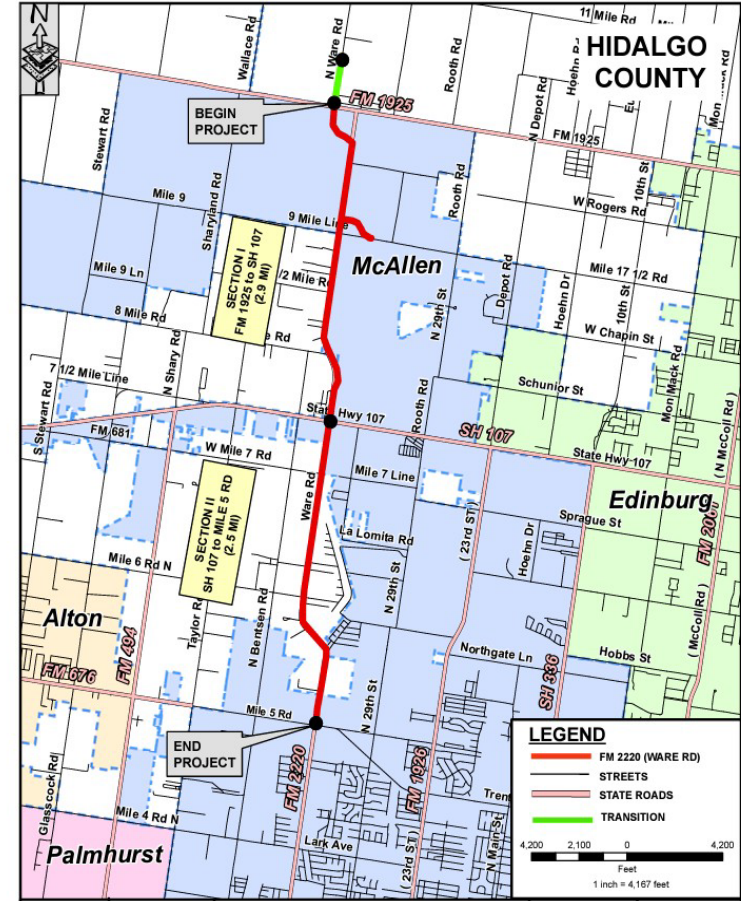 N
11 Mile Rd
HIDALGO
COUNTY
Wallace Rd
N Ware Rd
Rooth Rd
N Depot Rd
Hoehn Rd
FM 1925
BEGIN
PROJECT
FM 1925
Stewart Rd
Sharyland Rd
Mile 9
9 Mile Line
Rooth Rd
W Rogers Rd
10th St
SECTION I
FM 1925 to SH 107
(2.9 MI)
McAllen
Mile 9 Ln
/2 Mile Rd
Mile 17 1/2 Rd
8 Mile Rd
e Rd
N 29th St
Depot Rd
Hoehn Dr
10th St
W Chapin St
7 1/2 Mile Line
N Shary Rd
Schunior St
Mon Mack Rd
S Stewart Rd
FM 681
State Hwy 107
Rooth Rd
SH 107
State Hwy 107
( N McColl Rd )
W Mile 7 Rd
Mile 7 Line
Ware Rd
SECTION II
SH 107 to MILE 5 RD
(2.5 MI)
Edinburg
Sprague St
La Lomita Rd
( 23rd ST )
Hoehn Dr
Mile 6 Rd N
N 29th St
Alton
FM 494
N Bentsen Rd
Northgate Ln
Hobbs St
( McColl Rd )
SH 336
FM 676
Mile 5 Rd
N 29th St
END
PROJECT
FM 2220
FM 1926
Glasscock Rd
Mile 4 Rd N
Trent
N Main St
Palmhurst
Lark Ave
( 23rd ST )
LEGEND
FM 2220 (WARE RD)
STREETS
STATE ROADS
TRANSITION
4,200 2,100 0 4,200
Feet
1 inch = 4,167 feet